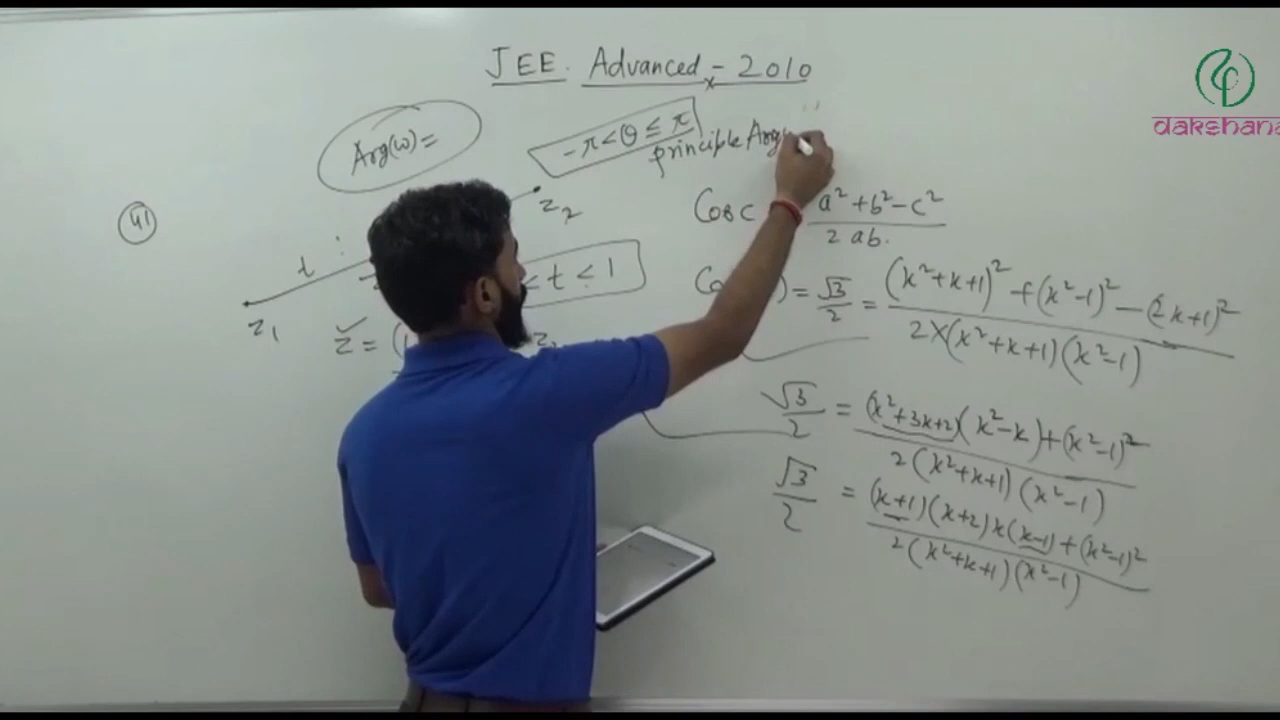 JEE. Advanced - 2010
dakshana
Arg(ω)=
-π<θ≤π
principle Arg
41
z₂
t
z₁
< t < 1
z = (
Cos C
a² + b² - c²
2 ab.
= √3/2 = (x²+x+1)² + (x²-1)² - (2x+1)²
2×(x²+x+1)(x²-1)
√3/2 = (x²+3x+2)(x²-x)+(x²-1)²
2(x²+x+1)(x²-1)
√3/2 = (x+1)(x+2)x(x-1)+(x²-1)²
2(x²+x+1)(x²-1)